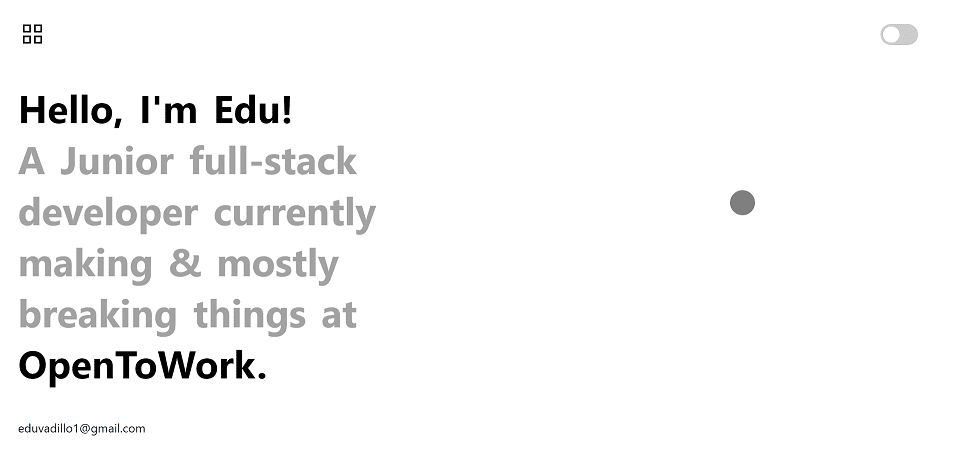 Hello, I'm Edu!
A Junior full-stack
developer currently
making & mostly
breaking things at
OpenToWork.
eduvadillo1@gmail.com